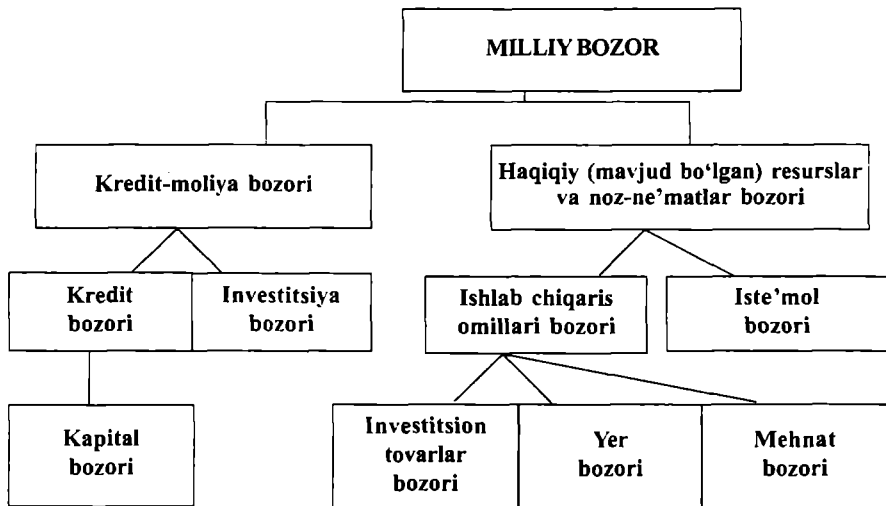 MILLIY BOZOR
Kredit-moliya bozori
Haqiqiy (mavjud bo‘lgan) resurslar
va noz-ne’matlar bozori
Kredit
bozori
Investitsiya
bozori
Ishlab chiqaris
omillari bozori
Iste’mol
bozori
Kapital
bozori
Investitsion
tovarlar
bozori
Yer
bozori
Mehnat
bozori